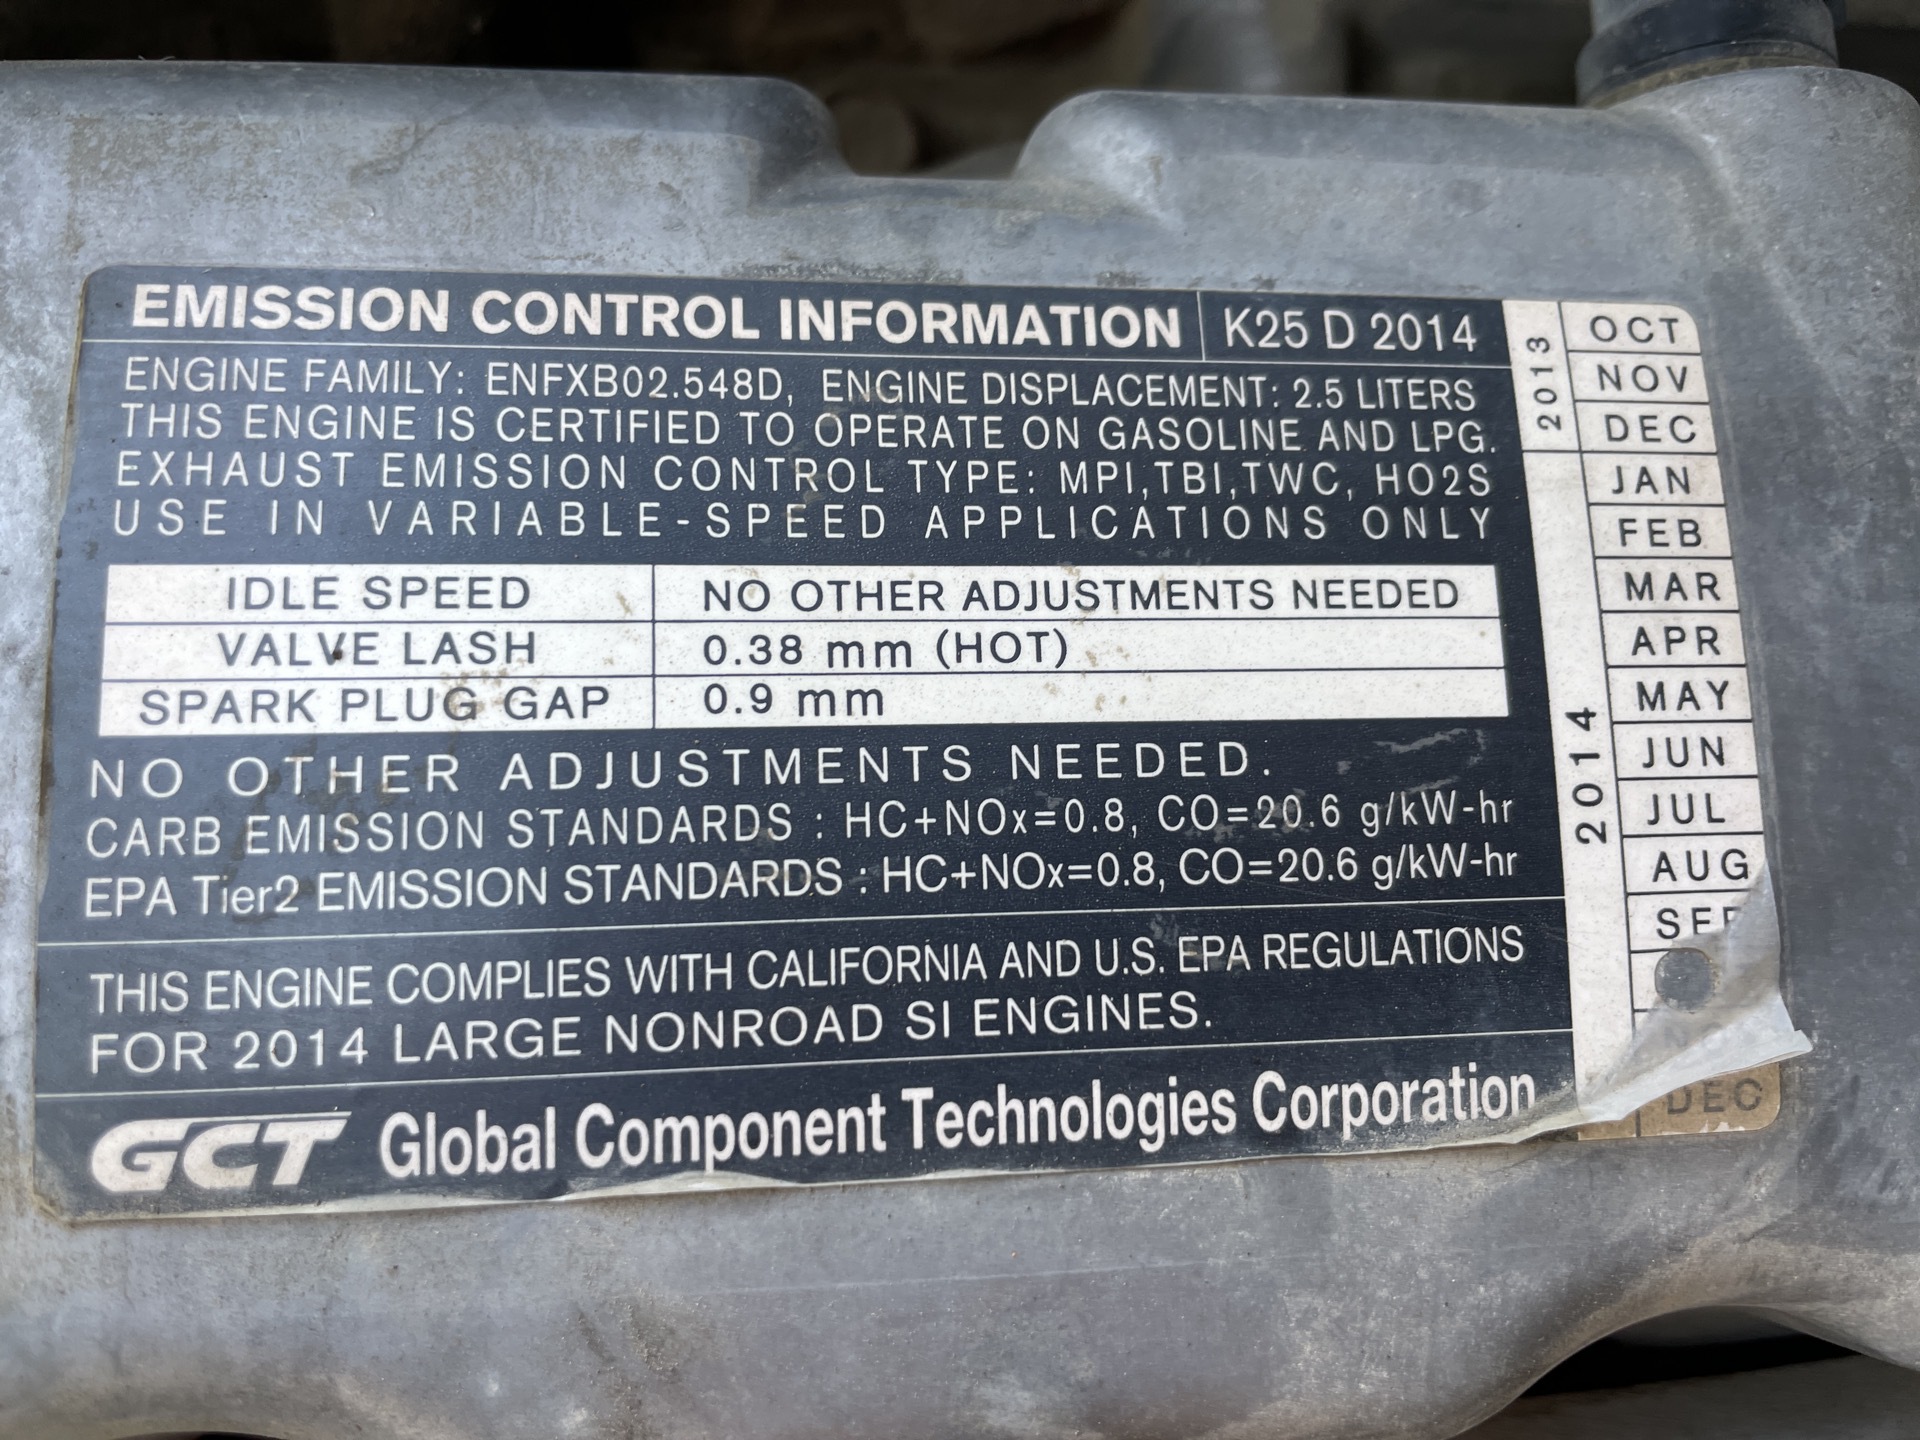 EMISSION CONTROL INFORMATION K25 D 2014
ENGINE FAMILY: ENFXB02.548D, ENGINE DISPLACEMENT: 2.5 LITERS
THIS ENGINE IS CERTIFIED TO OPERATE ON GASOLINE AND LPG.
EXHAUST EMISSION CONTROL TYPE: MPI,TBI,TWC, HO2S
USE IN VARIABLE-SPEED APPLICATIONS ONLY
IDLE SPEED NO OTHER ADJUSTMENTS NEEDED
VALVE LASH 0.38 mm (HOT)
SPARK PLUG GAP 0.9 mm
NO OTHER ADJUSTMENTS NEEDED.
CARB EMISSION STANDARDS : HC+NOx=0.8, CO=20.6 g/kW-hr
EPA Tier2 EMISSION STANDARDS : HC+NOx=0.8, CO=20.6 g/kW-hr
THIS ENGINE COMPLIES WITH CALIFORNIA AND U.S. EPA REGULATIONS
FOR 2014 LARGE NONROAD SI ENGINES.
GCT Global Component Technologies Corporation
2013
OCT
NOV
DEC
2014
JAN
FEB
MAR
APR
MAY
JUN
JUL
AUG
SEP
DEC